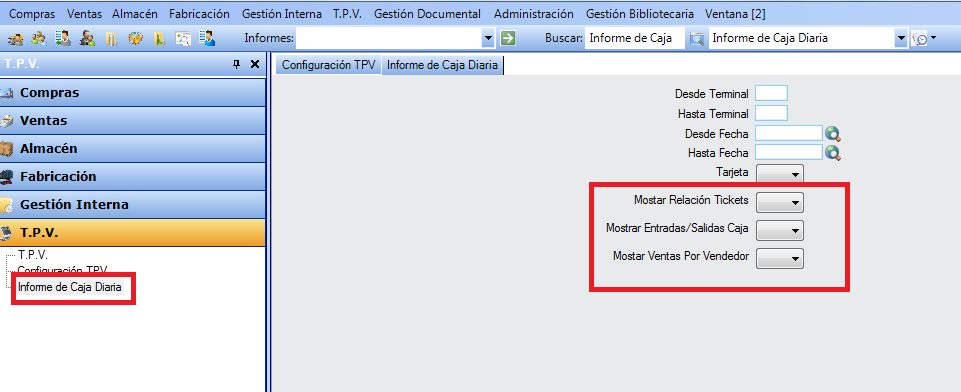 Compras Ventas Almacén Fabricación Gestión Interna T.P.V. Gestión Documental Administración Gestión Bibliotecaria Ventana [2]
Informes: Buscar: Informe de Caja Informe de Caja Diaria
T.P.V.
Compras
Ventas
Almacén
Fabricación
Gestión Interna
T.P.V.
T.P.V.
Configuración TPV
Informe de Caja Diaria
Configuración TPV Informe de Caja Diaria
Desde Terminal
Hasta Terminal
Desde Fecha
Hasta Fecha
Tarjeta
Mostar Relación Tickets
Mostrar Entradas/Salidas Caja
Mostar Ventas Por Vendedor